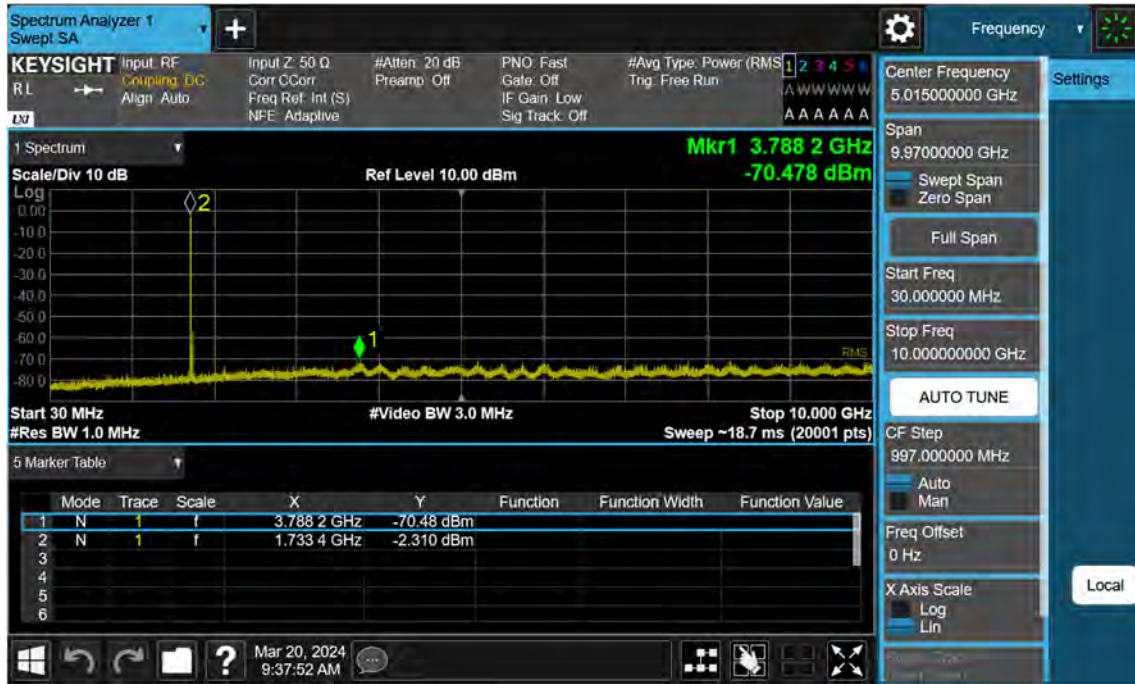 Spectrum Analyzer 1
Swept SA
+
Frequency
KEYSIGHT
RL
LXI
Input: RF
Coupling: DC
Align: Auto
Input Z: 50 Ω
Corr CCorr
Freq Ref: Int (S)
NFE: Adaptive
#Atten: 20 dB
Preamp: Off
PNO: Fast
Gate: Off
IF Gain: Low
Sig Track: Off
#Avg Type: Power (RMS
Trig: Free Run
1 2 3 4 5 6
A W W W W W
A A A A A A
1 Spectrum
Scale/Div 10 dB
Ref Level 10.00 dBm
Mkr1 3.788 2 GHz
-70.478 dBm
Log
0.00
-10.0
-20.0
-30.0
-40.0
-50.0
-60.0
-70.0
-80.0
2
1
RMS
Start 30 MHz
#Video BW 3.0 MHz
Stop 10.000 GHz
#Res BW 1.0 MHz
Sweep ~18.7 ms (20001 pts)
5 Marker Table
Mode Trace Scale X Y Function Function Width Function Value
1 N 1 f 3.788 2 GHz -70.48 dBm
2 N 1 f 1.733 4 GHz -2.310 dBm
3
4
5
6
Mar 20, 2024
9:37:52 AM
?
Center Frequency
5.015000000 GHz
Settings
Span
9.97000000 GHz
Swept Span
Zero Span
Full Span
Start Freq
30.000000 MHz
Stop Freq
10.000000000 GHz
AUTO TUNE
CF Step
997.000000 MHz
Auto
Man
Freq Offset
0 Hz
X Axis Scale
Log
Lin
Local